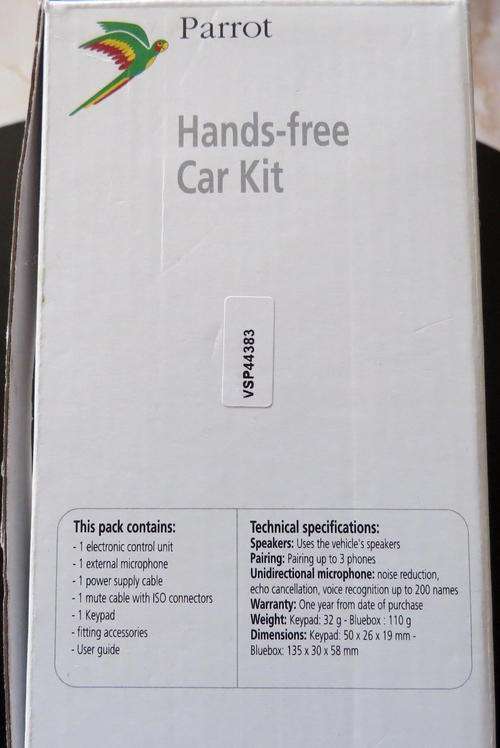 Parrot
Hands-free
Car Kit
VSP44383
This pack contains:
- 1 electronic control unit
- 1 external microphone
- 1 power supply cable
- 1 mute cable with ISO connectors
- 1 Keypad
- fitting accessories
- User guide
Technical specifications:
Speakers: Uses the vehicle's speakers
Pairing: Pairing up to 3 phones
Unidirectional microphone: noise reduction,
echo cancellation, voice recognition up to 200 names
Warranty: One year from date of purchase
Weight: Keypad: 32 g - Bluebox : 110 g
Dimensions: Keypad: 50 x 26 x 19 mm -
Bluebox: 135 x 30 x 58 mm